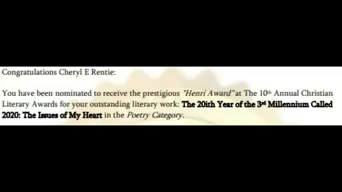 Congratulations Cheryl E Rentie:
You have been nominated to receive the prestigious "Henri Award" at The 10th Annual Christian
Literary Awards for your outstanding literary work: The 20ith Year of the 3rd Millennium Called
2020: The Issues of My Heart in the Poetry Category.